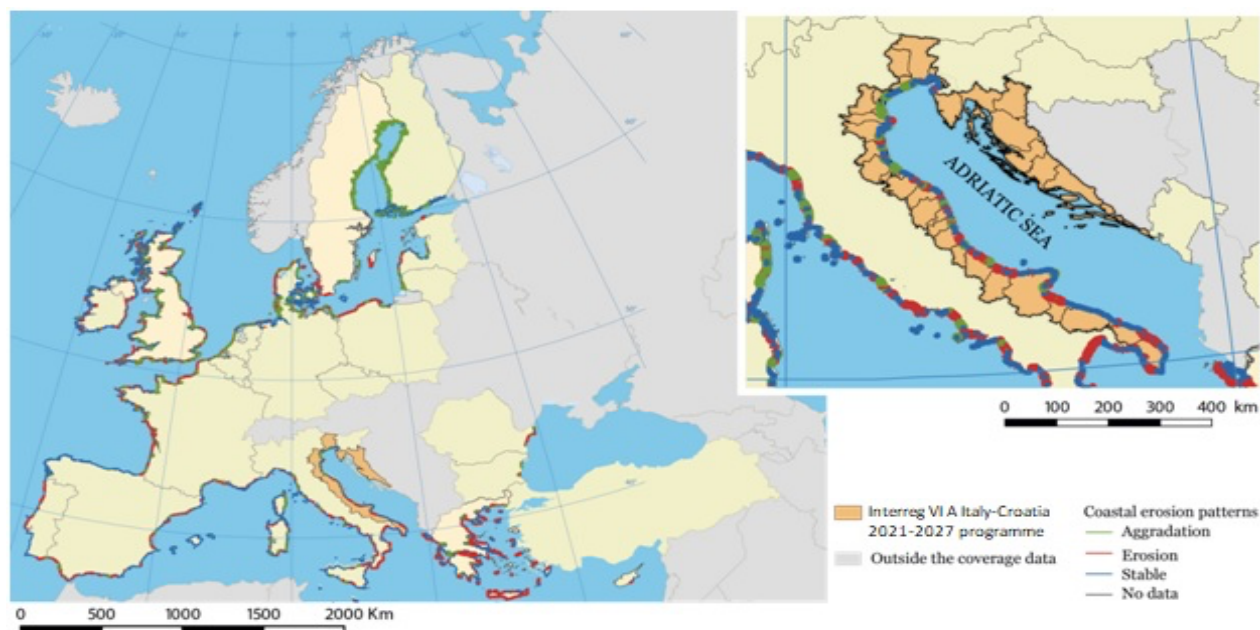 ADRIATIC SEA
0 100 200 300 400 km
Interreg VI A Italy-Croatia
2021-2027 programme
Outside the coverage data
Coastal erosion patterns
Aggradation
Erosion
Stable
No data
0 500 1000 1500 2000 Km